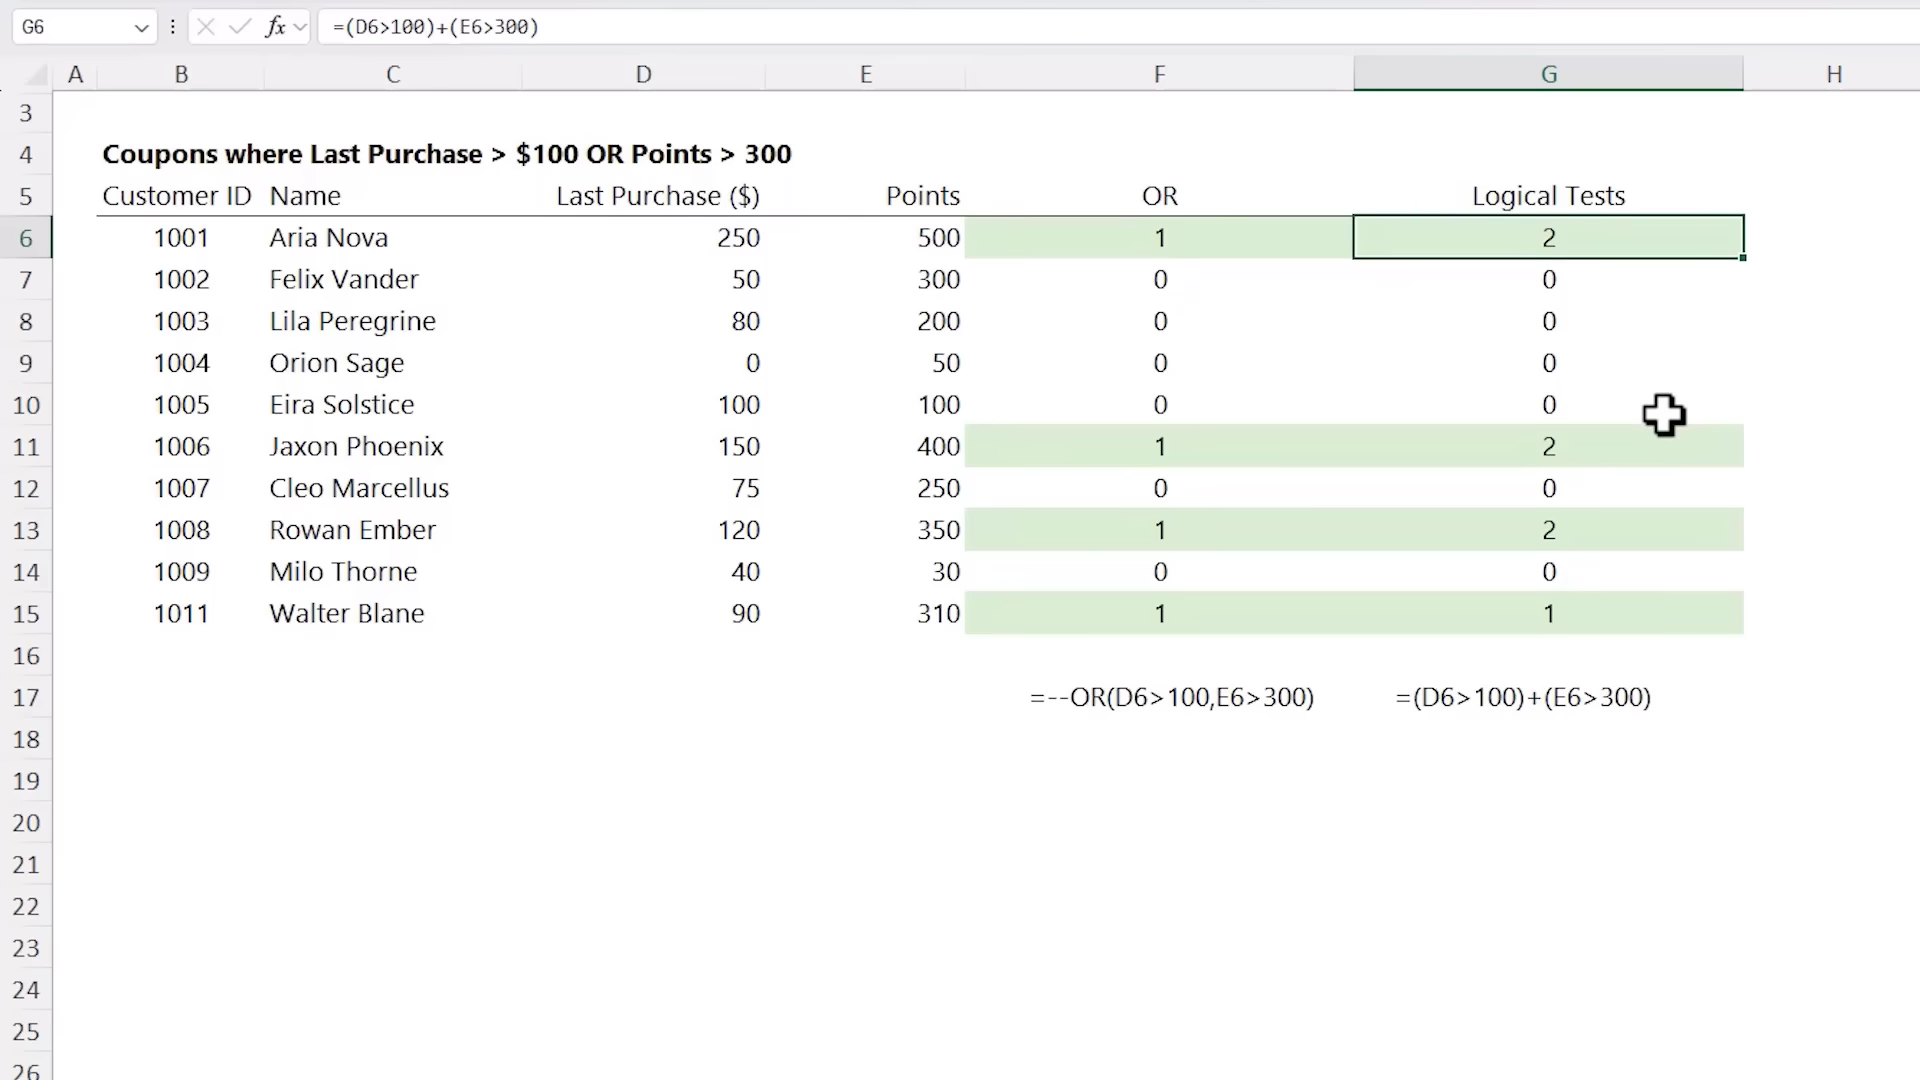 G6 fx =(D6>100)+(E6>300)
A B C D E F G H
3
4 Coupons where Last Purchase > $100 OR Points > 300
5 Customer ID Name Last Purchase ($) Points OR Logical Tests
6 1001 Aria Nova 250 500 1 2
7 1002 Felix Vander 50 300 0 0
8 1003 Lila Peregrine 80 200 0 0
9 1004 Orion Sage 0 50 0 0
10 1005 Eira Solstice 100 100 0 0
11 1006 Jaxon Phoenix 150 400 1 2
12 1007 Cleo Marcellus 75 250 0 0
13 1008 Rowan Ember 120 350 1 2
14 1009 Milo Thorne 40 30 0 0
15 1011 Walter Blane 90 310 1 1
16
17 =--OR(D6>100,E6>300) =(D6>100)+(E6>300)
18
19
20
21
22
23
24
25
26